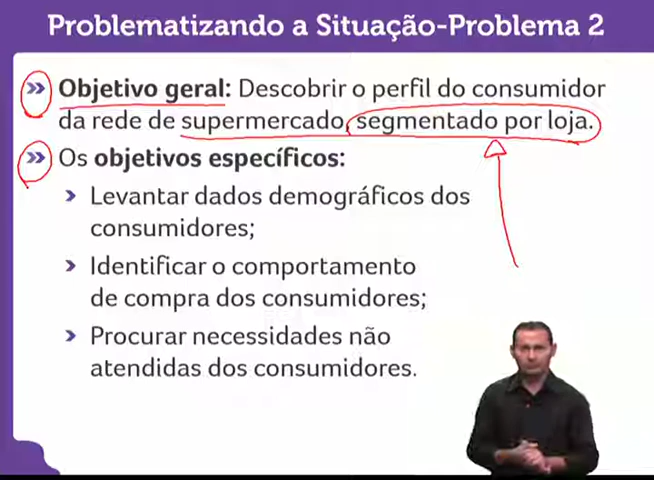 Problematizando a Situação-Problema 2
» Objetivo geral: Descobrir o perfil do consumidor
da rede de supermercado, segmentado por loja.
» Os objetivos específicos:
› Levantar dados demográficos dos
consumidores;
› Identificar o comportamento
de compra dos consumidores;
› Procurar necessidades não
atendidas dos consumidores.